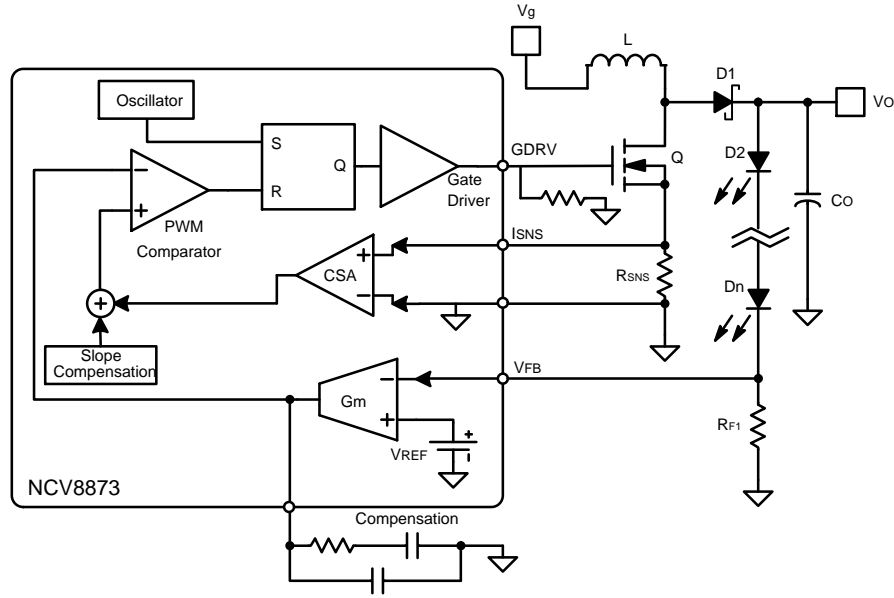 Vg
L
D1
VO
Oscillator
S
Q
R
GDRV
Q
D2
Gate
Driver
CO
PWM
Comparator
ISNS
CSA
RSNS
Dn
Slope
Compensation
VFB
Gm
RF1
VREF
NCV8873
Compensation